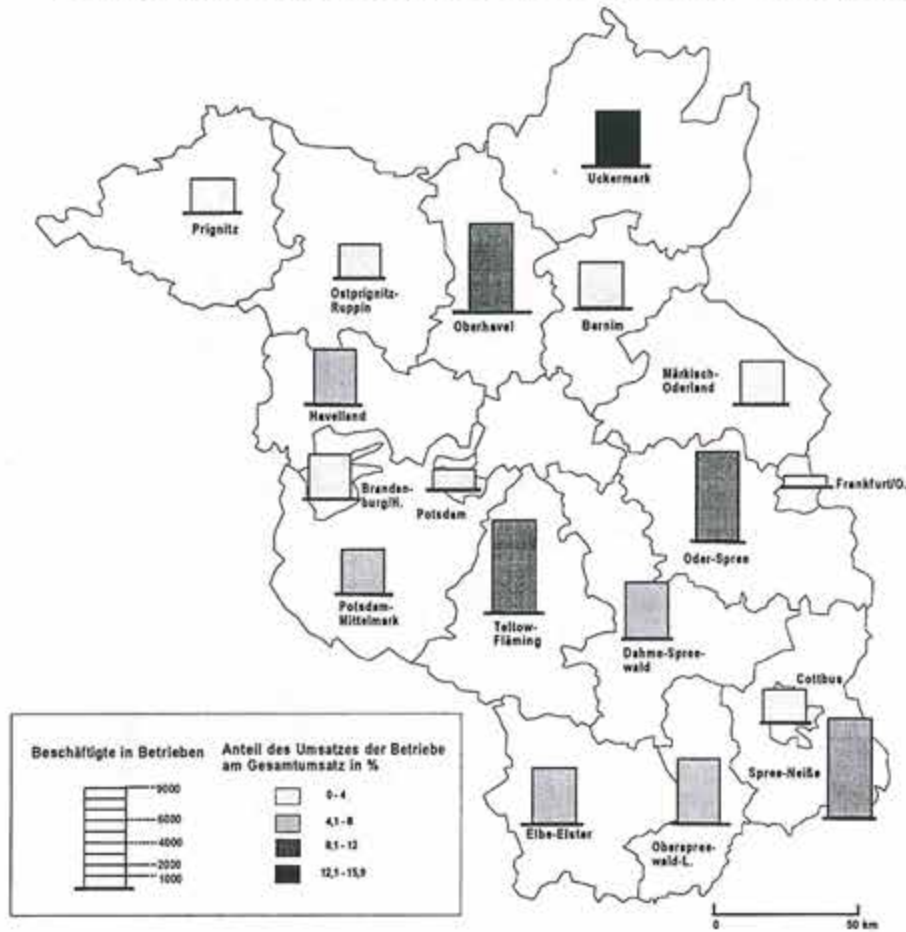 Uckermark
Prignitz
Ostprignitz-
Ruppin
Oberhavel
Barnim
Märkisch-
Oderland
Havelland
Branden-
burg/H.
Potsdam
Frankfurt/O.
Oder-Spree
Potsdam-
Mittelmark
Teltow-
Fläming
Dahme-Spree-
wald
Cottbus
Spree-Neiße
Elbe-Elster
Oberspree-
wald-L.
Beschäftigte in Betrieben
9000
6000
4000
2000
1000
Anteil des Umsatzes der Betriebe
am Gesamtumsatz in %
0 - 4
4,1 - 8
8,1 - 12
12,1 - 15,9
0 50 km